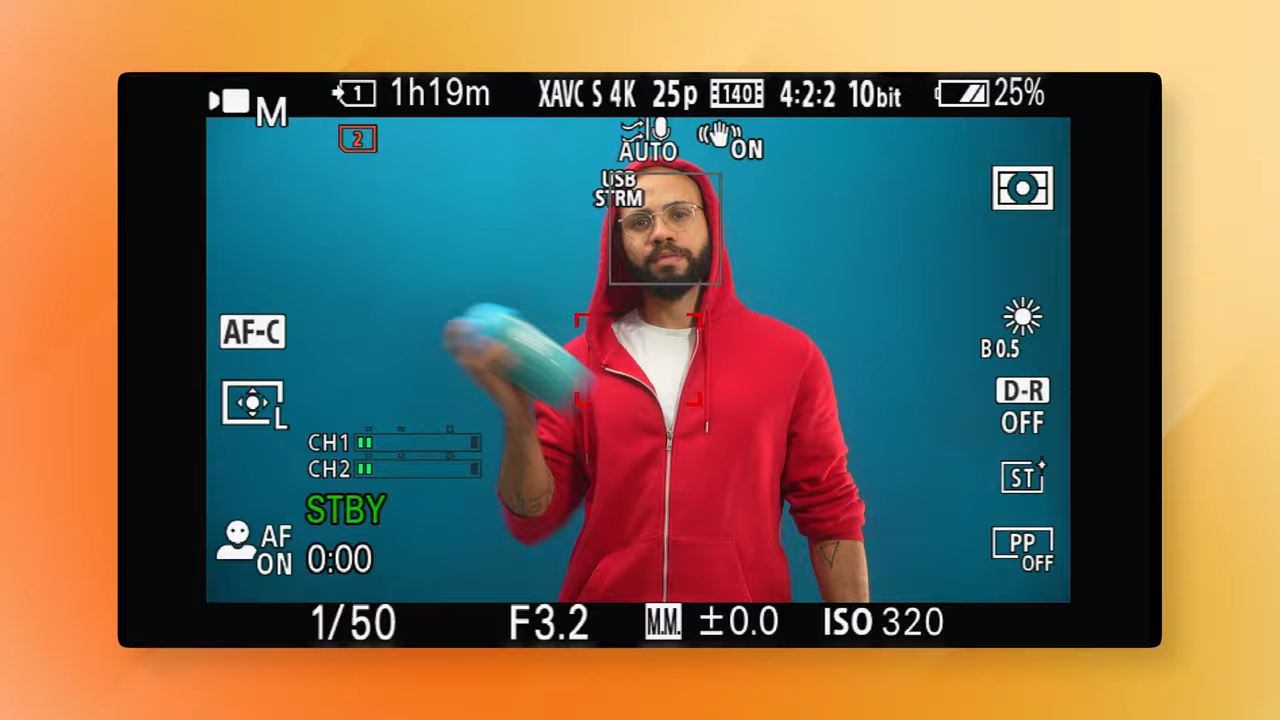 M 1 1h19m XAVC S 4K 25p 140 4:2:2 10bit 25%
2
AUTO ON
USB
STRM
AF-C
B 0.5
L
D-R
OFF
CH1
CH2
ST
STBY
AF
ON
0:00
PP
OFF
1/50 F3.2 M.M. ±0.0 ISO 320